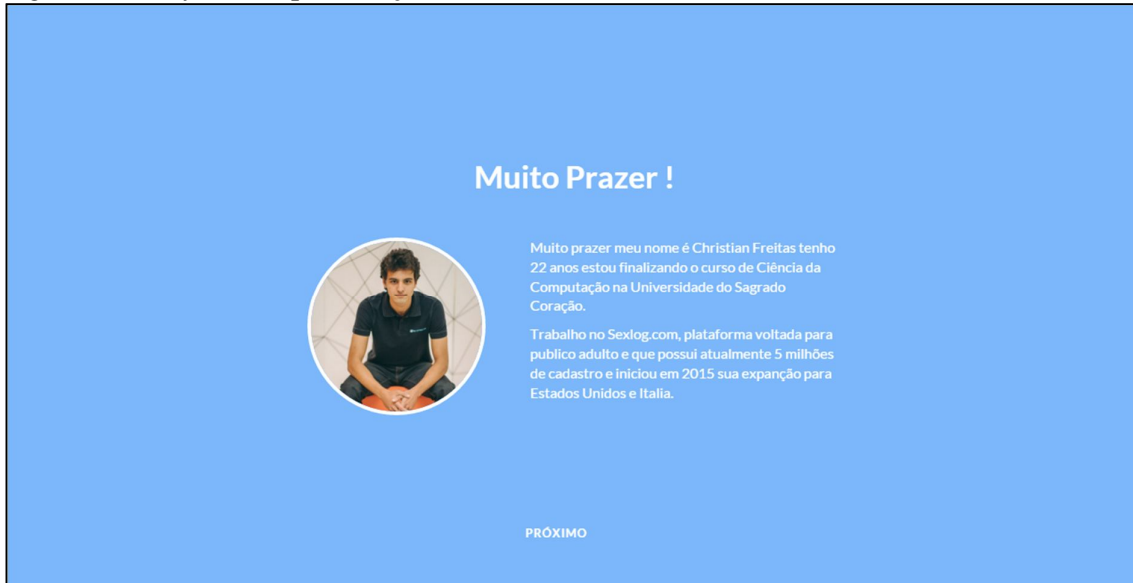 Muito Prazer !
Muito prazer meu nome é Christian Freitas tenho
22 anos estou finalizando o curso de Ciência da
Computação na Universidade do Sagrado
Coração.
Trabalho no Sexlog.com, plataforma voltada para
publico adulto e que possui atualmente 5 milhões
de cadastro e iniciou em 2015 sua expanção para
Estados Unidos e Italia.
PRÓXIMO